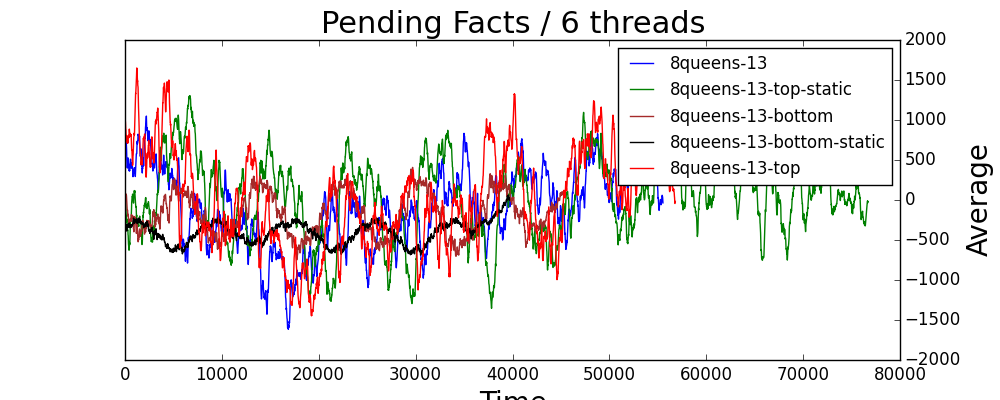 Pending Facts / 6 threads
2000
8queens-13
8queens-13-top-static
8queens-13-bottom
8queens-13-bottom-static
8queens-13-top
1500
1000
500
0
−500
−1000
−1500
−2000
Average
0 10000 20000 30000 40000 50000 60000 70000 80000
Time